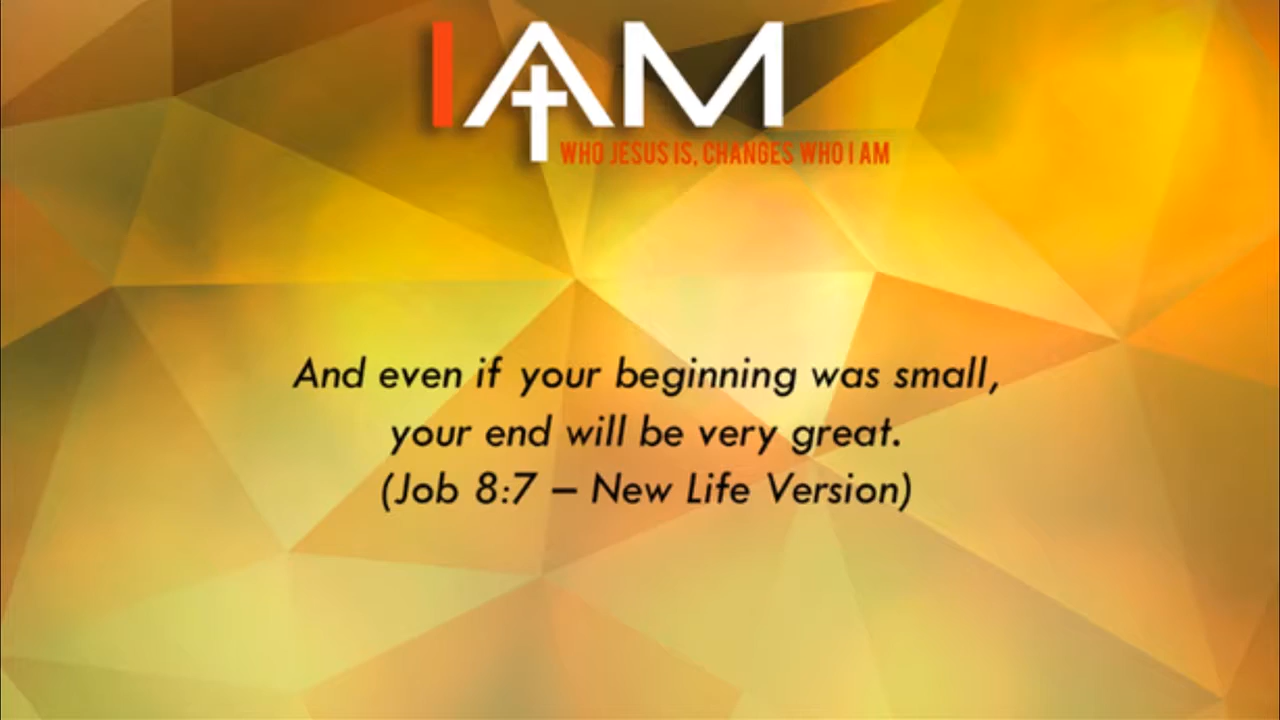 I AM
WHO JESUS IS, CHANGES WHO I AM
And even if your beginning was small,
your end will be very great.
(Job 8:7 – New Life Version)